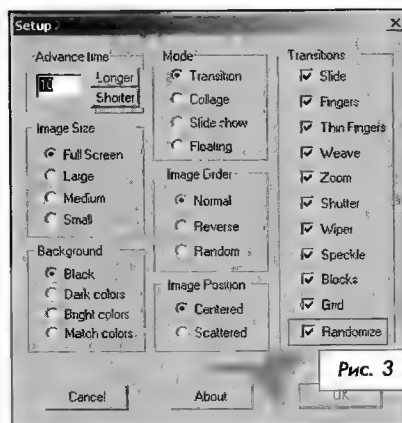 Setup
Advance time
10
Longer
Shorter
Image Size
Full Screen
Large
Medium
Small
Background
Black
Dark colors
Bright colors
Match colors
Mode
Transition
Collage
Slide show
Floating
Image Order
Normal
Reverse
Random
Image Position
Centered
Scattered
Transitions
Slide
Fingers
Thin Fingers
Weave
Zoom
Shutter
Wiper
Speckle
Blocks
Grid
Randomize
Рис. 3
Cancel
About
OK